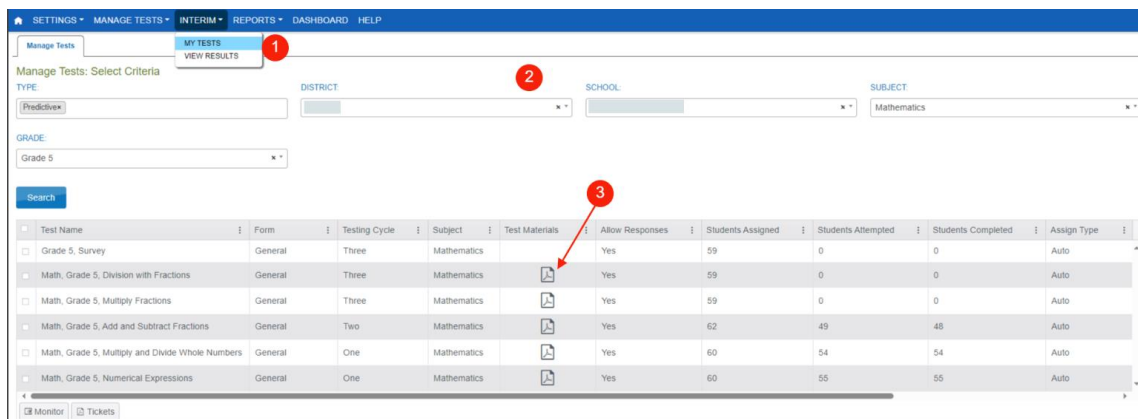 SETTINGS MANAGE TESTS INTERIM REPORTS DASHBOARD HELP
Manage Tests
MY TESTS
VIEW RESULTS
1
Manage Tests: Select Criteria
2
TYPE: DISTRICT: SCHOOL: SUBJECT:
Predictive× × × Mathematics ×
GRADE:
Grade 5 ×
Search
3
Test Name Form Testing Cycle Subject Test Materials Allow Responses Students Assigned Students Attempted Students Completed Assign Type
Grade 5, Survey General Three Mathematics Yes 59 0 0 Auto
Math, Grade 5, Division with Fractions General Three Mathematics Yes 59 0 0 Auto
Math, Grade 5, Multiply Fractions General Three Mathematics Yes 59 0 0 Auto
Math, Grade 5, Add and Subtract Fractions General Two Mathematics Yes 62 49 48 Auto
Math, Grade 5, Multiply and Divide Whole Numbers General One Mathematics Yes 60 54 54 Auto
Math, Grade 5, Numerical Expressions General One Mathematics Yes 60 55 55 Auto
Monitor Tickets